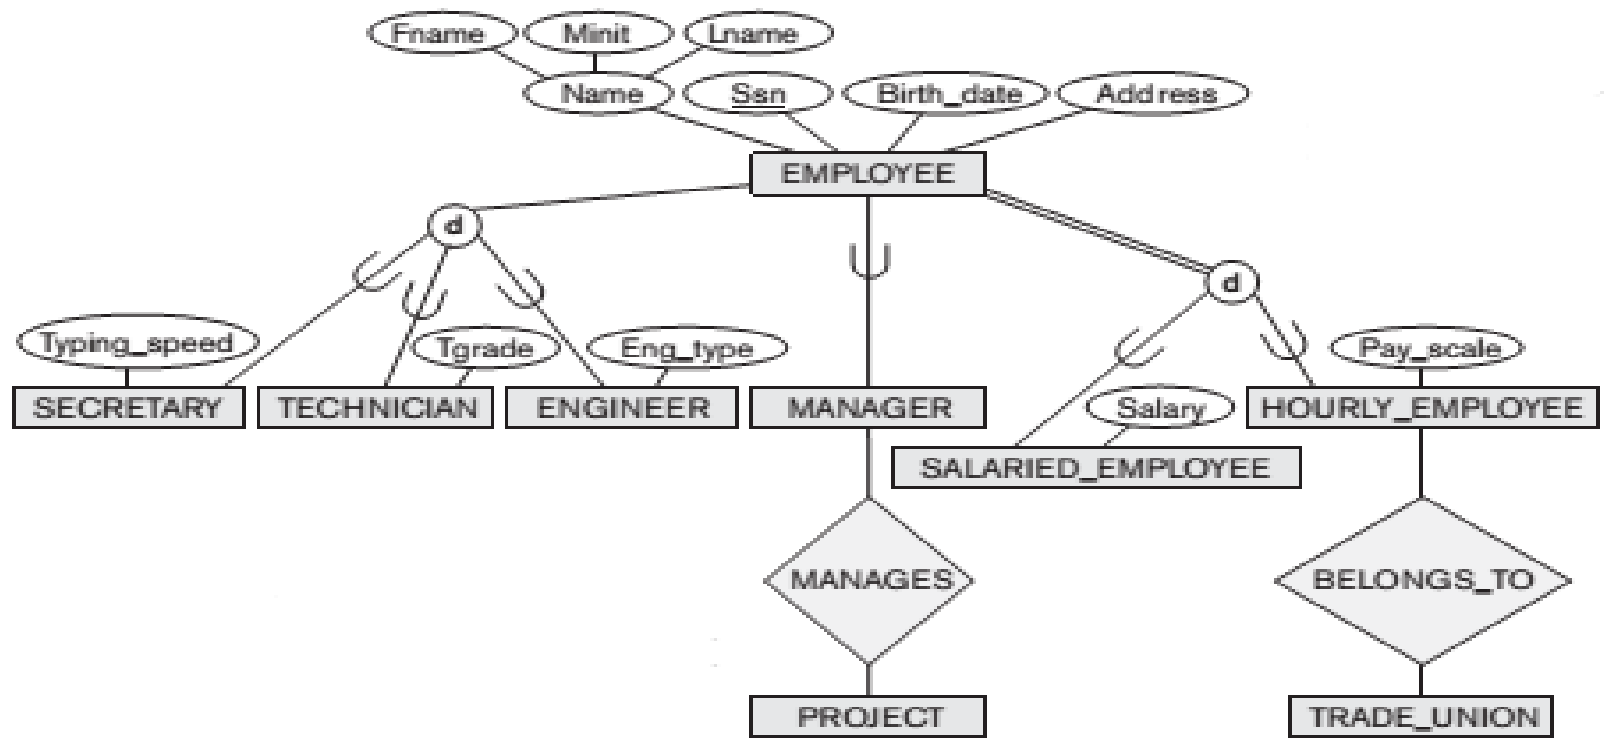 Fname Minit Lname
Name Ssn Birth_date Address
EMPLOYEE
d
d
Typing_speed Tgrade Eng_type Pay_scale
SECRETARY TECHNICIAN ENGINEER MANAGER Salary HOURLY_EMPLOYEE
SALARIED_EMPLOYEE
MANAGES BELONGS_TO
PROJECT TRADE_UNION